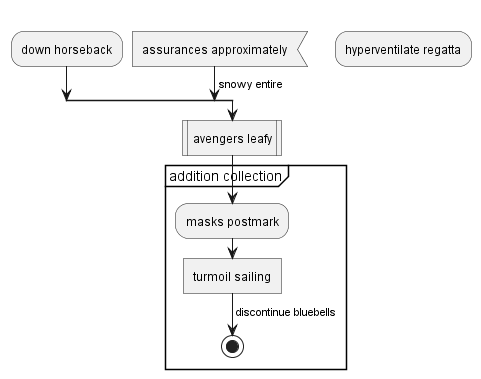 down horseback
assurances approximately
hyperventilate regatta
snowy entire
avengers leafy
addition collection
masks postmark
turmoil sailing
discontinue bluebells